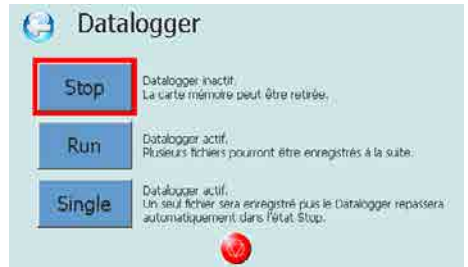 Datalogger
Stop
Datalogger inactif.
La carte mémoire peut être retirée.
Run
Datalogger actif.
Plusieurs fichiers pourront être enregistrés à la suite.
Single
Datalogger actif.
Un seul fichier sera enregistré puis le Datalogger repassera
automatiquement dans l'état Stop.